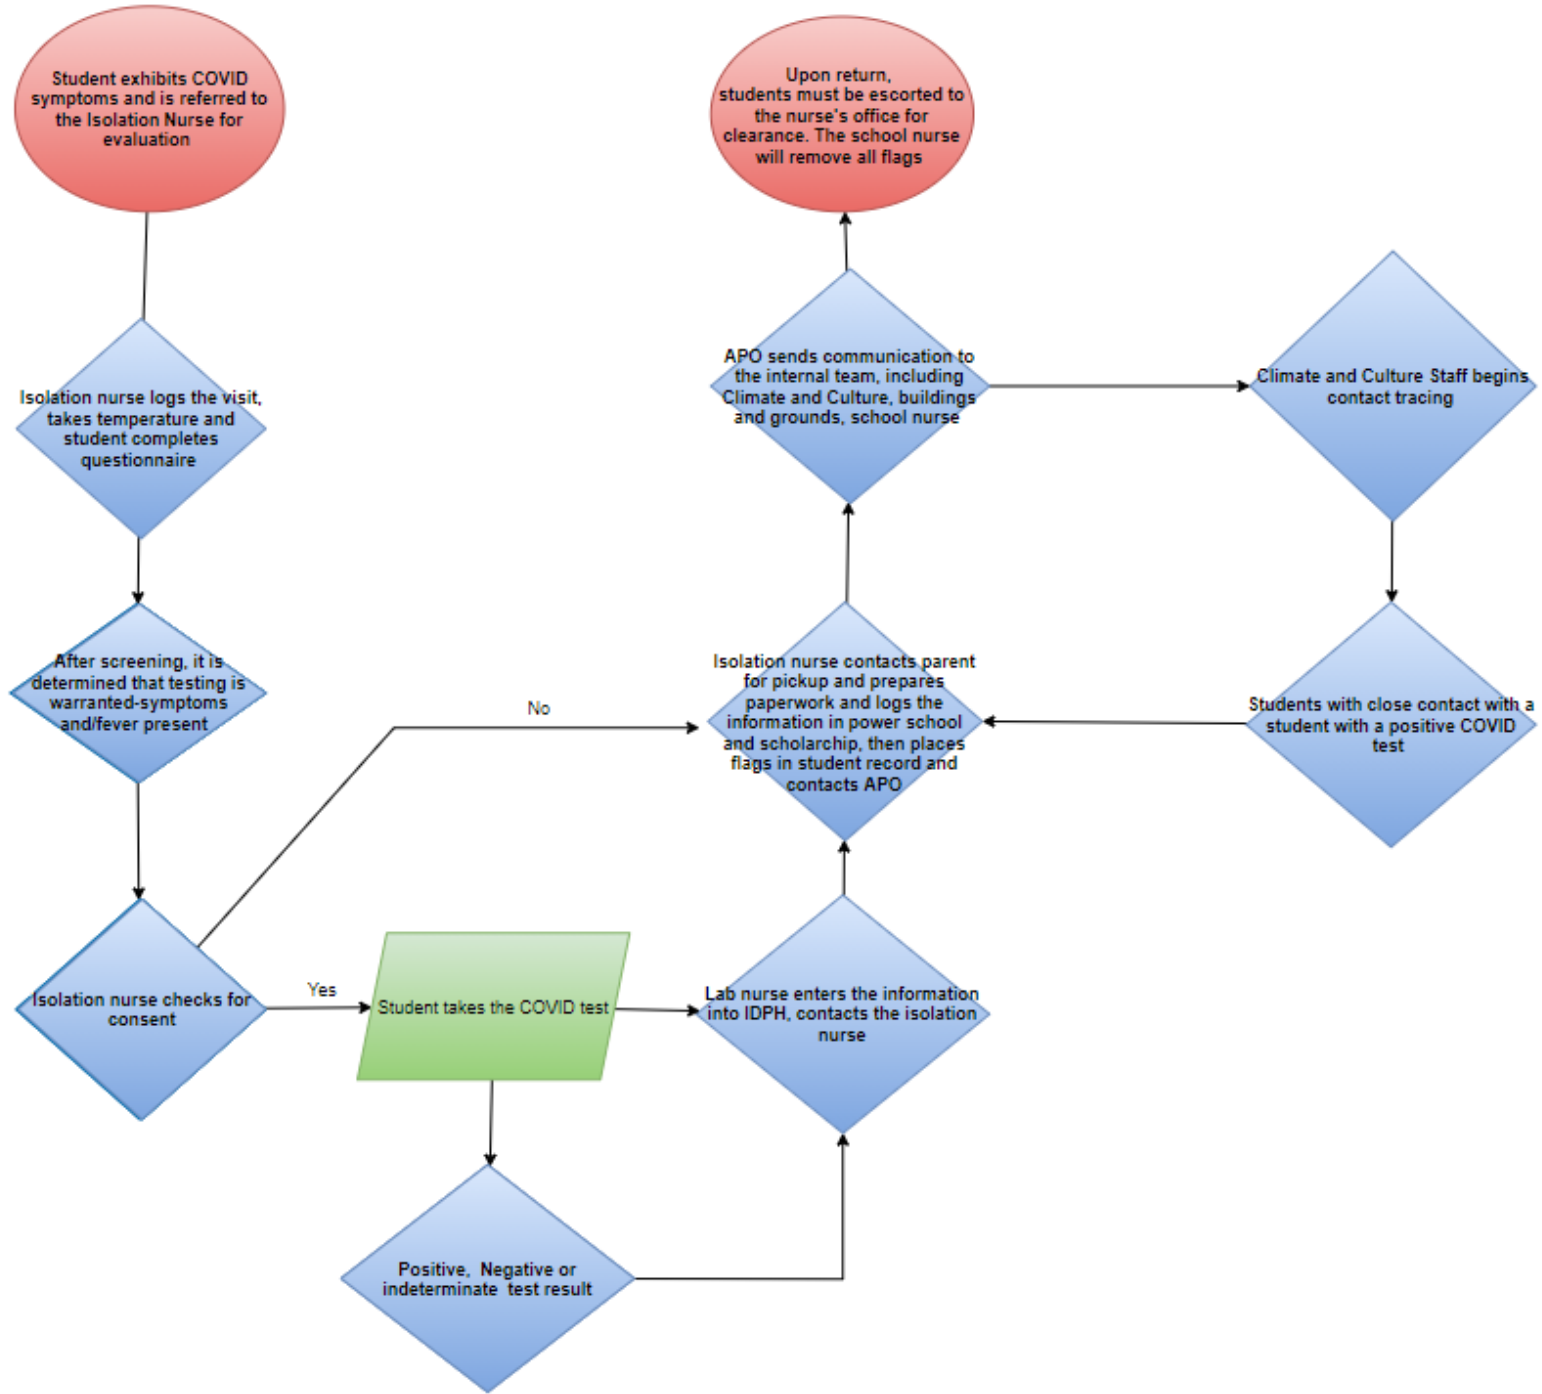 Student exhibits COVID
symptoms and is referred to
the Isolation Nurse for
evaluation
Isolation nurse logs the visit,
takes temperature and
student completes
questionnaire
After screening, it is
determined that testing is
warranted-symptoms
and/fever present
Isolation nurse checks for
consent
No
Yes
Student takes the COVID test
Positive, Negative or
indeterminate test result
Lab nurse enters the information
into IDPH, contacts the isolation
nurse
Isolation nurse contacts parent
for pickup and prepares
paperwork and logs the
information in power school
and scholarchip, then places
flags in student record and
contacts APO
APO sends communication to
the internal team, including
Climate and Culture, buildings
and grounds, school nurse
Upon return,
students must be escorted to
the nurse's office for
clearance. The school nurse
will remove all flags
Climate and Culture Staff begins
contact tracing
Students with close contact with a
student with a positive COVID
test